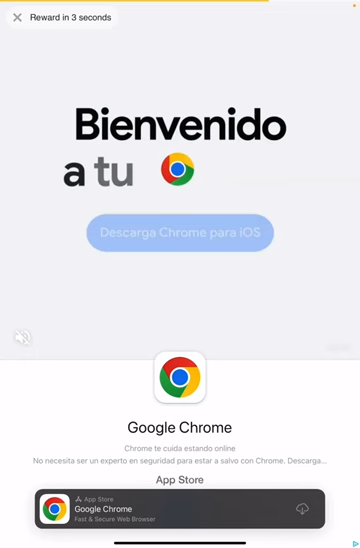 Reward in 3 seconds
Bienvenido
a tu
Descarga Chrome para iOS
Google Chrome
Chrome te cuida estando online
No necesita ser un experto en seguridad para estar a salvo con Chrome. Descarga...
App Store
App Store
Google Chrome
Fast & Secure Web Browser